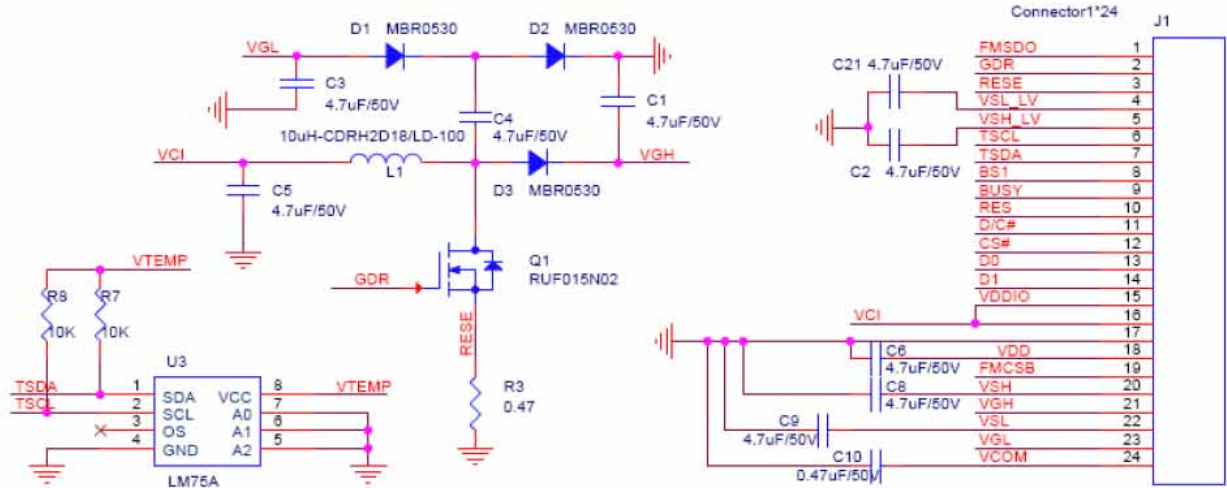 Connector1*24
J1
D1 MBR0530
D2 MBR0530
VGL
C3
4.7uF/50V
C4
4.7uF/50V
C1
4.7uF/50V
10uH-CDRH2D18/LD-100
VCI
L1
VGH
D3 MBR0530
C5
4.7uF/50V
GDR
Q1
RUF015N02
RESE
R3
0.47
VTEMP
R8
10K
R7
10K
U3
TSDA 1 SDA VCC 8 VTEMP
TSCL 2 SCL A0 7
3 OS A1 6
4 GND A2 5
LM75A
C21 4.7uF/50V
C2 4.7uF/50V
FMSDO 1
GDR 2
RESE 3
VSL_LV 4
VSH_LV 5
TSCL 6
TSDA 7
BS1 8
BUSY 9
RES 10
D/C# 11
CS# 12
D0 13
D1 14
VDDIO 15
VCI 16
17
C6 VDD 18
4.7uF/50V FMCSB 19
C8 VSH 20
4.7uF/50V VGH 21
C9 VSL 22
4.7uF/50V VGL 23
C10 VCOM 24
0.47uF/50V